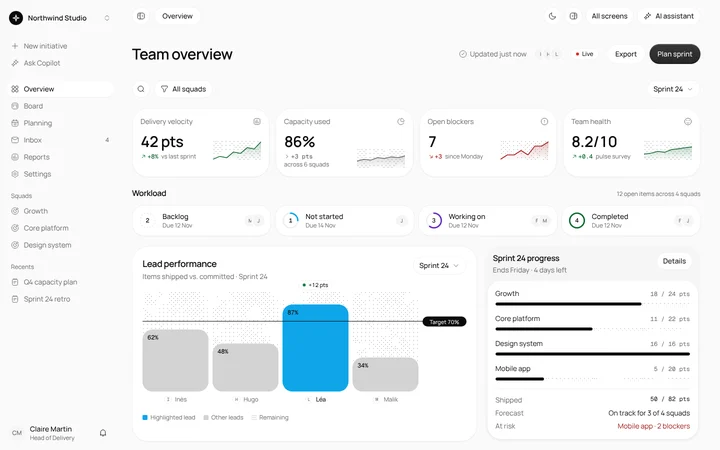 Northwind Studio
Overview
All screens
AI assistant
New initiative
Ask Copilot
Overview
Board
Planning
Inbox 4
Reports
Settings
Squads
Growth
Core platform
Design system
Recents
Q4 capacity plan
Sprint 24 retro
CM
Claire Martin
Head of Delivery
Team overview
Updated just now
I H L
Live
Export
Plan sprint
All squads
Sprint 24
Delivery velocity
42 pts
↗ +8% vs last sprint
Capacity used
86%
↑ +3 pts
across 6 squads
Open blockers
7
↘ +3 since Monday
Team health
8.2/10
↗ +0.4 pulse survey
Workload
12 open items across 4 squads
2
Backlog
Due 12 Nov
N J
1
Not started
Due 14 Nov
J
3
Working on
Due 12 Nov
F M
4
Completed
Due 12 Nov
F J
Lead performance
Items shipped vs. committed · Sprint 24
Sprint 24
+12 pts
87%
Target 70%
62%
48%
34%
I Inès
H Hugo
L Léa
M Malik
Highlighted lead
Other leads
Remaining
Sprint 24 progress
Ends Friday · 4 days left
Details
Growth 18 / 24 pts
Core platform 11 / 22 pts
Design system 16 / 16 pts
Mobile app 5 / 20 pts
Shipped 50 / 82 pts
Forecast On track for 3 of 4 squads
At risk Mobile app · 2 blockers